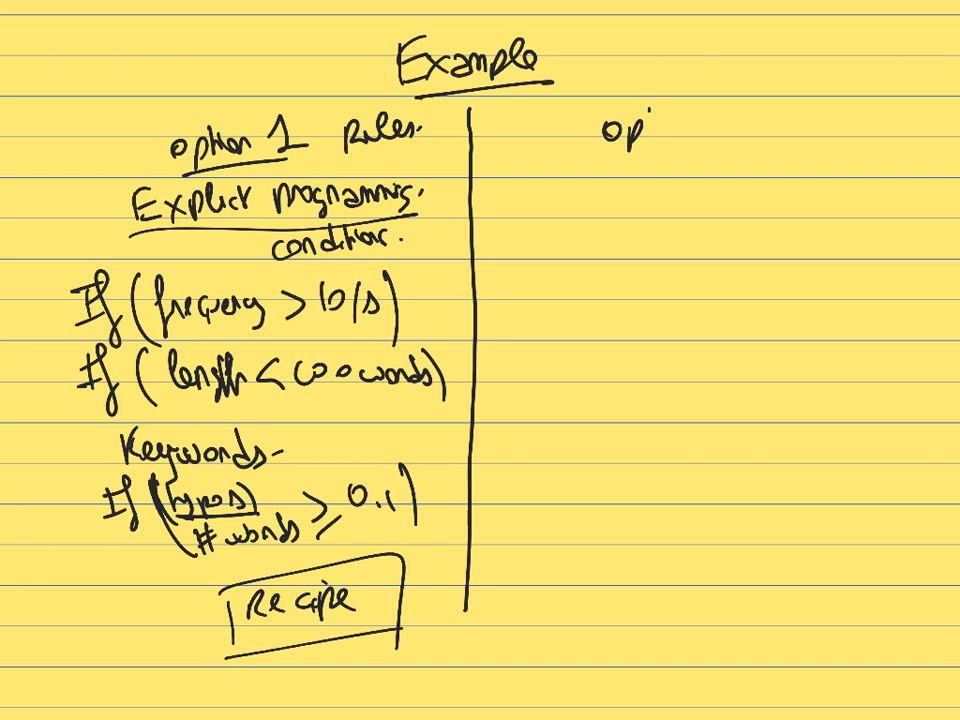 Example
option 1 Rules.
Explicit programming.
condition.
If (frequency > 10/s)
If (length < 100 words)
Keywords-
If (typos)
# words ≥ 0.1)
Recipe
op